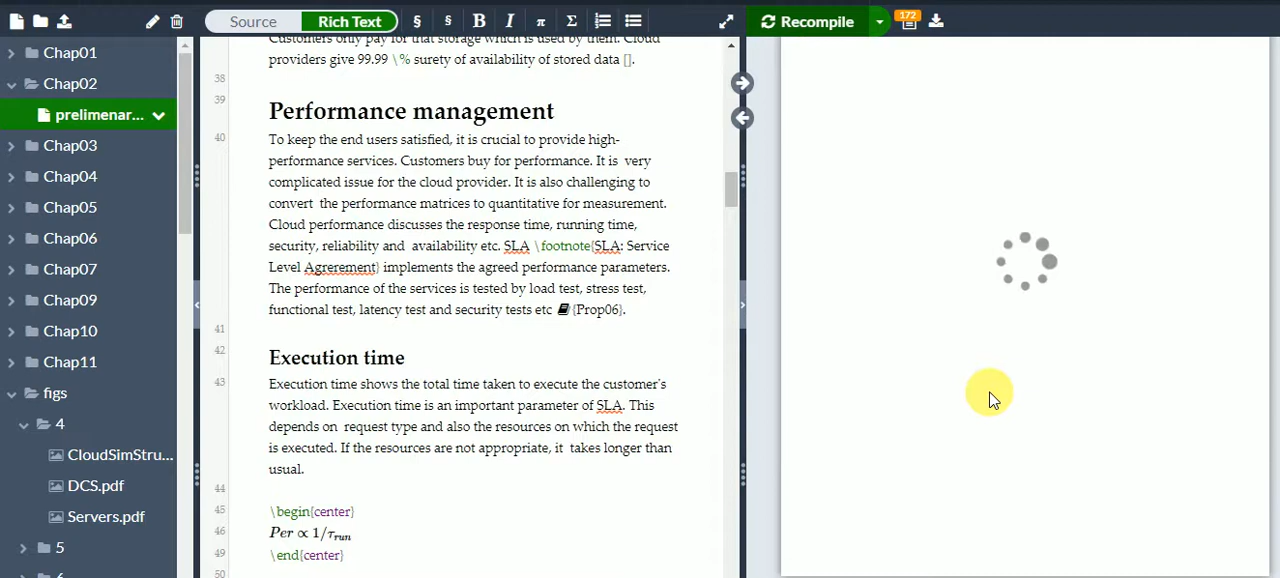 Source
Rich Text
§
§
B
I
π
Σ
Recompile
172
Chap01
Chap02
prelimenar...
Chap03
Chap04
Chap05
Chap06
Chap07
Chap09
Chap10
Chap11
figs
4
CloudSimStru...
DCS.pdf
Servers.pdf
5
Customers only pay for that storage which is used by them. Cloud
providers give 99.99 \% surety of availability of stored data [].
38
39
Performance management
40
To keep the end users satisfied, it is crucial to provide high-
performance services. Customers buy for performance. It is very
complicated issue for the cloud provider. It is also challenging to
convert the performance matrices to quantitative for measurement.
Cloud performance discusses the response time, running time,
security, reliability and availability etc. SLA \footnote{SLA: Service
Level Agrerement} implements the agreed performance parameters.
The performance of the services is tested by load test, stress test,
functional test, latency test and security tests etc {Prop06}.
41
42
Execution time
43
Execution time shows the total time taken to execute the customer's
workload. Execution time is an important parameter of SLA. This
depends on request type and also the resources on which the request
is executed. If the resources are not appropriate, it takes longer than
usual.
44
45
\begin{center}
46
Per ∝ 1/τrun
49
\end{center}
50